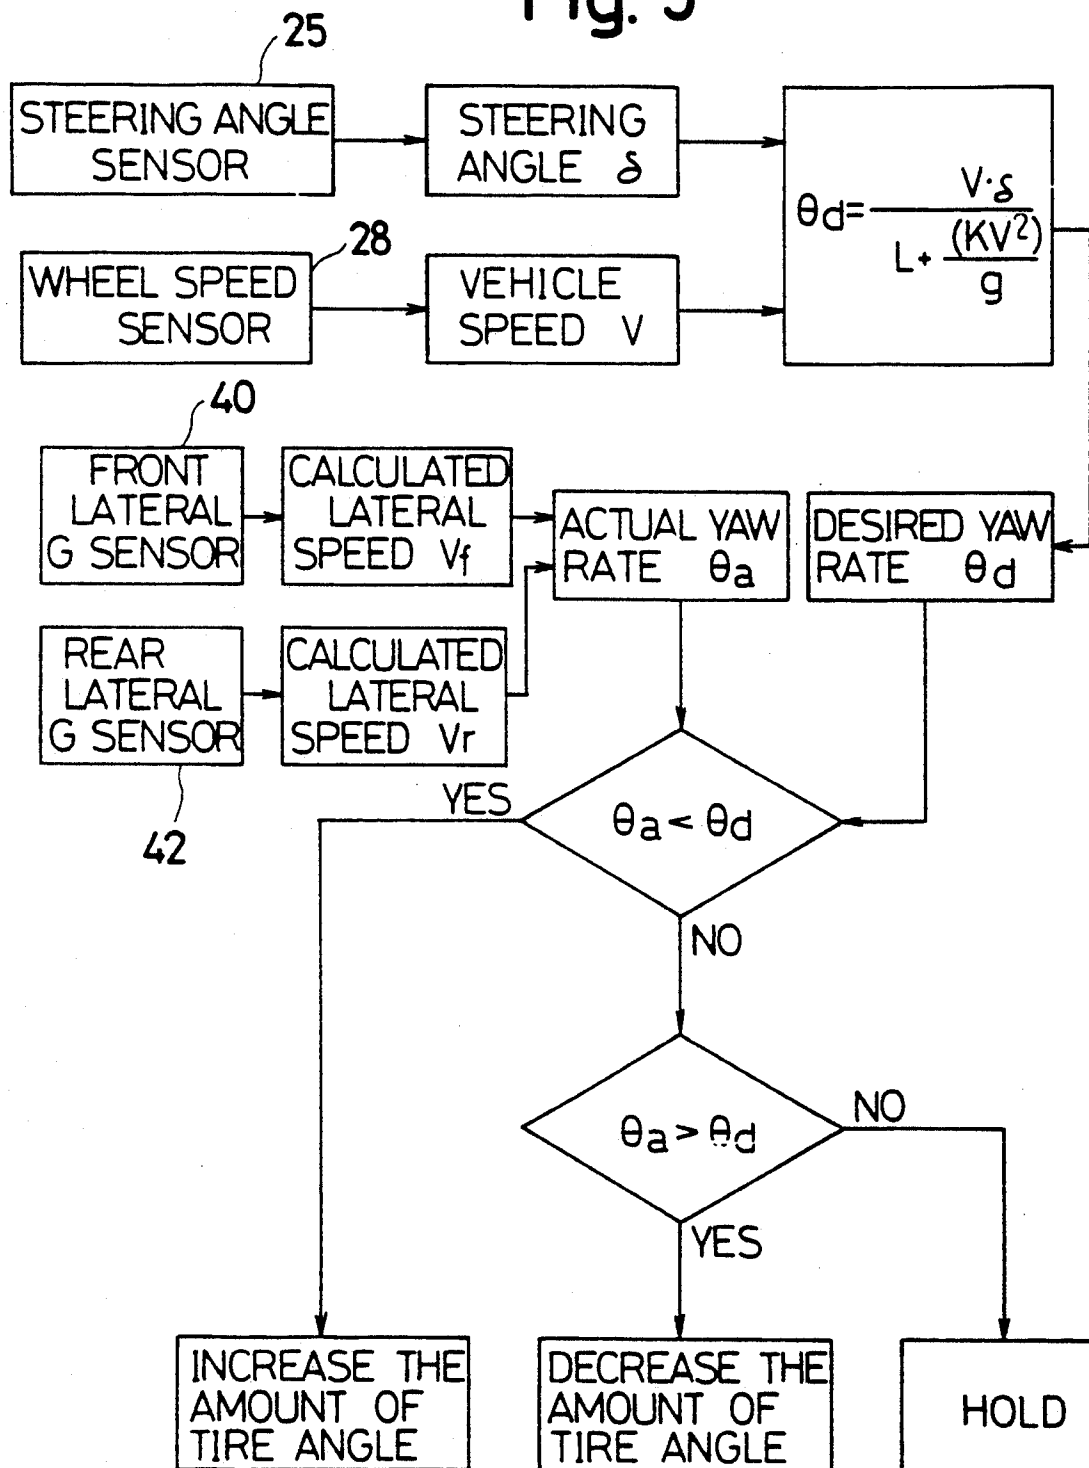 Fig. 5
25
STEERING ANGLE
SENSOR
STEERING
ANGLE δ
θd = V·δ / L + (KV²) / g
28
WHEEL SPEED
SENSOR
VEHICLE
SPEED V
40
FRONT
LATERAL
G SENSOR
CALCULATED
LATERAL
SPEED Vf
ACTUAL YAW
RATE θa
DESIRED YAW
RATE θd
REAR
LATERAL
G SENSOR
CALCULATED
LATERAL
SPEED Vr
42
YES
θa < θd
NO
θa > θd
NO
YES
INCREASE THE
AMOUNT OF
TIRE ANGLE
DECREASE THE
AMOUNT OF
TIRE ANGLE
HOLD